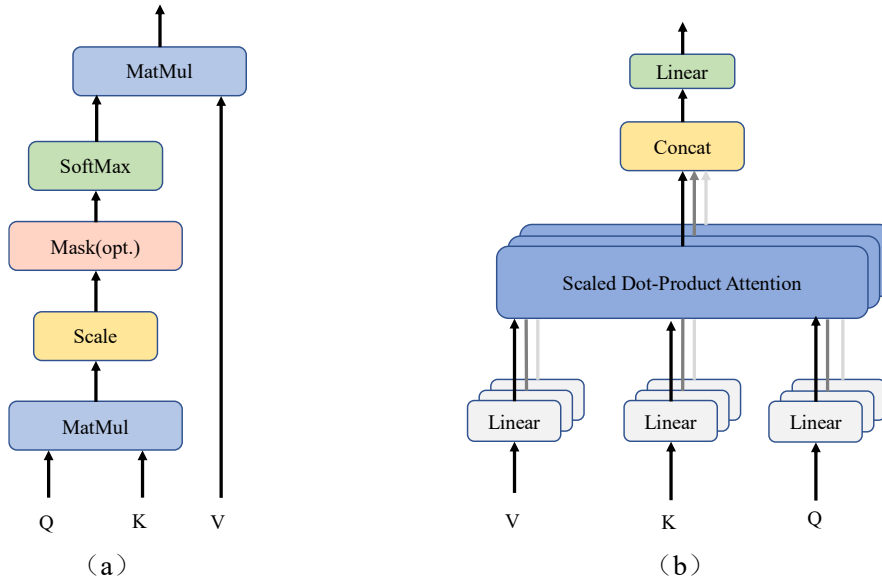 MatMul
SoftMax
Mask(opt.)
Scale
MatMul
Q
K
V
（a）
Linear
Concat
Scaled Dot-Product Attention
Linear
Linear
Linear
V
K
Q
（b）